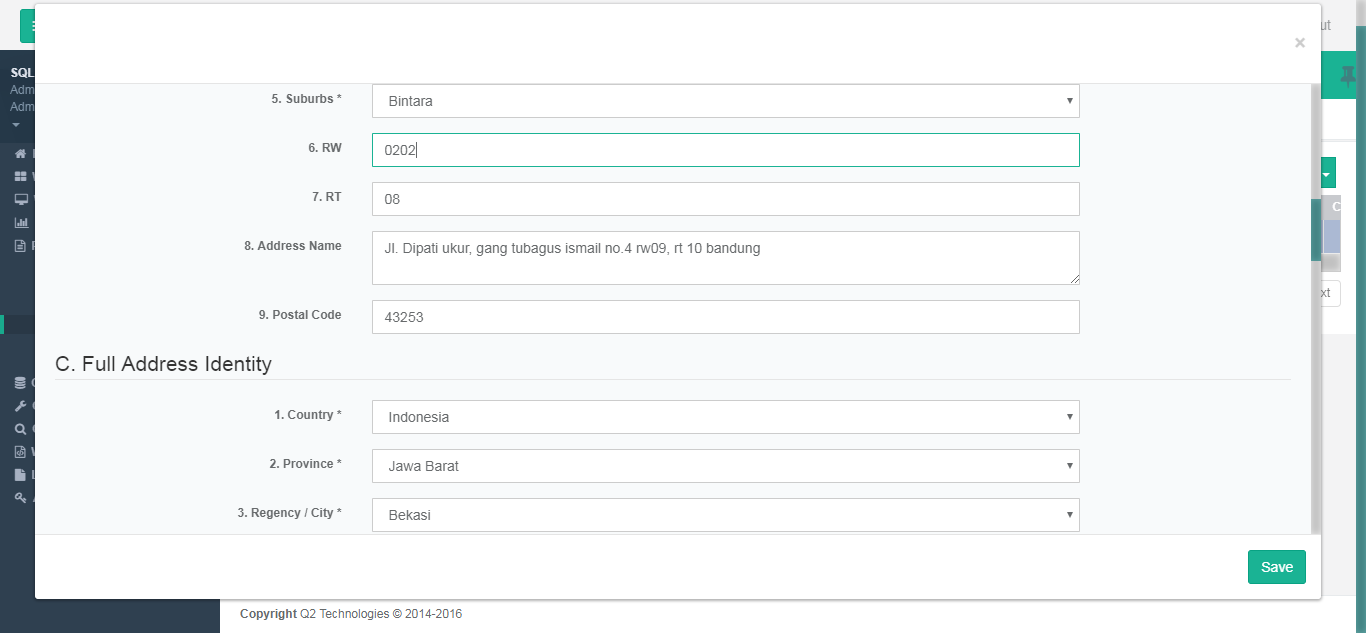 ut
×
SQL
Adm
Adm
5. Suburbs *
Bintara
6. RW
0202
7. RT
08
8. Address Name
Jl. Dipati ukur, gang tubagus ismail no.4 rw09, rt 10 bandung
9. Postal Code
43253
xt
C. Full Address Identity
1. Country *
Indonesia
2. Province *
Jawa Barat
3. Regency / City *
Bekasi
Save
Copyright Q2 Technologies © 2014-2016